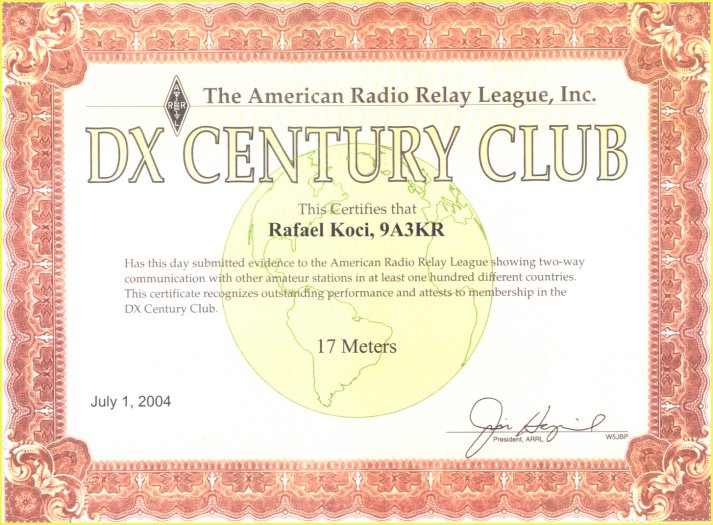 The American Radio Relay League, Inc.
A
R R
L
DX CENTURY CLUB
This Certifies that
Rafael Koci, 9A3KR
Has this day submitted evidence to the American Radio Relay League showing two-way
communication with other amateur stations in at least one hundred different countries.
This certificate recognizes outstanding performance and attests to membership in the
DX Century Club.
17 Meters
July 1, 2004
President, ARRL
W5JBP